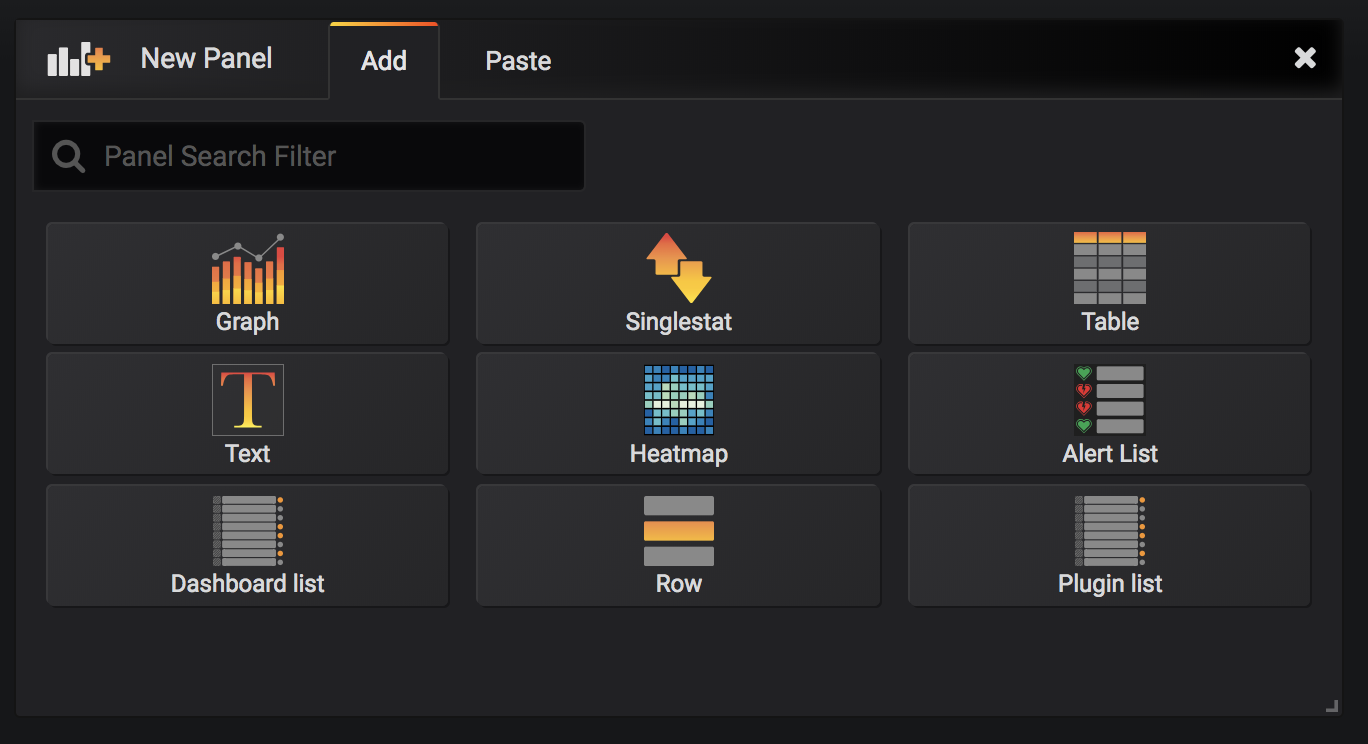 New Panel
Add
Paste
Panel Search Filter
Graph
Singlestat
Table
T
Text
Heatmap
Alert List
Dashboard list
Row
Plugin list